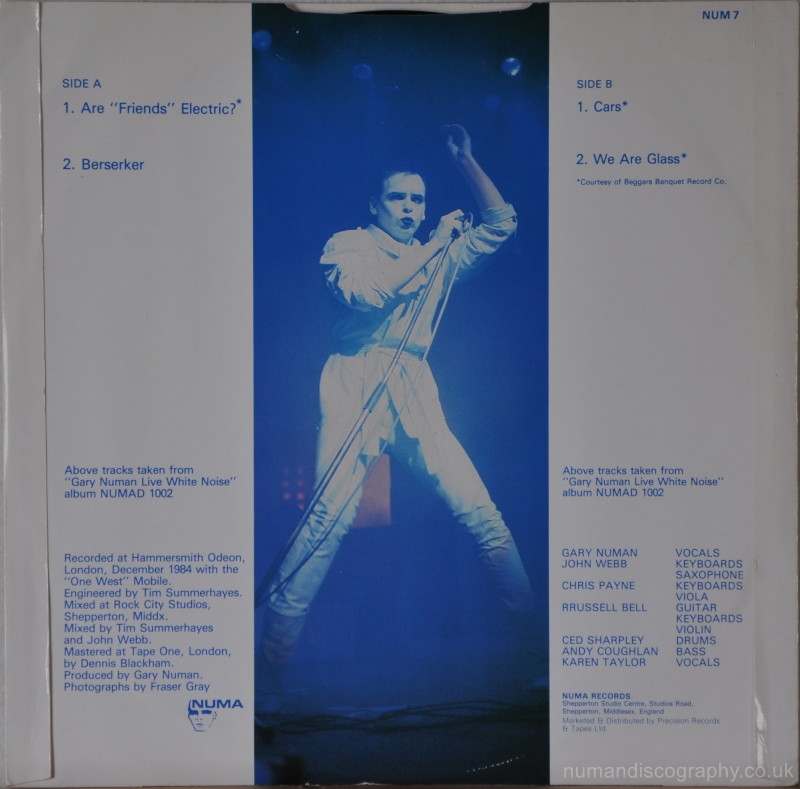 NUM 7
SIDE A
1. Are "Friends" Electric?*
2. Berserker
SIDE B
1. Cars*
2. We Are Glass*
*Courtesy of Beggars Banquet Record Co.
Above tracks taken from
"Gary Numan Live White Noise"
album NUMAD 1002
Recorded at Hammersmith Odeon,
London, December 1984 with the
"One West" Mobile.
Engineered by Tim Summerhayes.
Mixed at Rock City Studios,
Shepperton, Middx.
Mixed by Tim Summerhayes
and John Webb.
Mastered at Tape One, London,
by Dennis Blackham.
Produced by Gary Numan.
Photographs by Fraser Gray
NUMA
Above tracks taken from
"Gary Numan Live White Noise"
album NUMAD 1002
GARY NUMAN VOCALS
JOHN WEBB KEYBOARDS
SAXOPHONE
CHRIS PAYNE KEYBOARDS
VIOLA
RRUSSELL BELL GUITAR
KEYBOARDS
VIOLIN
CED SHARPLEY DRUMS
ANDY COUGHLAN BASS
KAREN TAYLOR VOCALS
NUMA RECORDS
Shepperton Studio Centre, Studios Road,
Shepperton, Middlesex, England
Marketed & Distributed by Precision Records
& Tapes Ltd.
numandiscography.co.uk